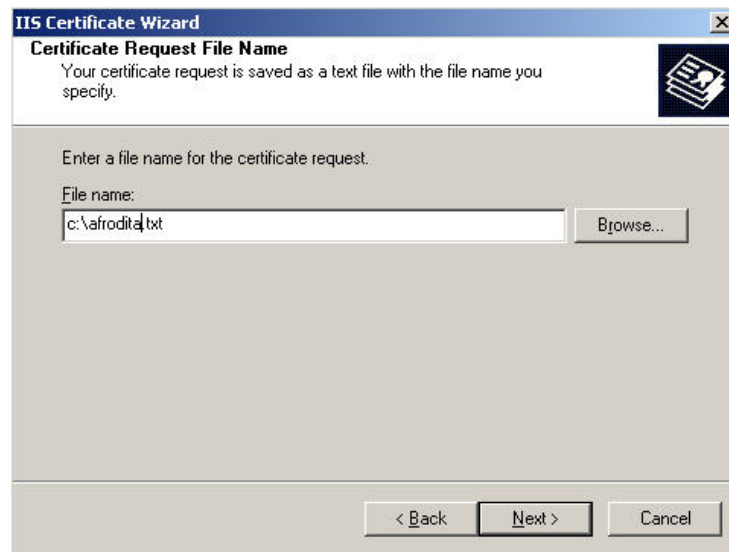 IIS Certificate Wizard
Certificate Request File Name
Your certificate request is saved as a text file with the file name you
specify.
Enter a file name for the certificate request.
File name:
c:\afrodita.txt
Browse...
< Back
Next >
Cancel